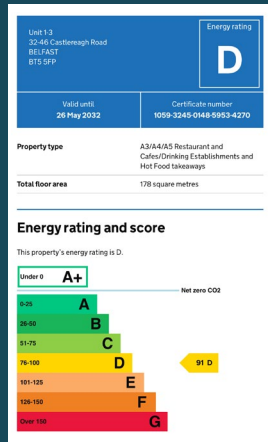 Unit 1-3
32-46 Castlereagh Road
BELFAST
BT5 5FP
Energy rating
D
Valid until
26 May 2032
Certificate number
1059-3245-0148-5953-4270
Property type
A3/A4/A5 Restaurant and
Cafes/Drinking Establishments and
Hot Food takeaways
Total floor area
178 square metres
Energy rating and score
This property's energy rating is D.
Under 0 A+
Net zero CO2
0-25 A
26-50 B
51-75 C
76-100 D 91 D
101-125 E
126-150 F
Over 150 G